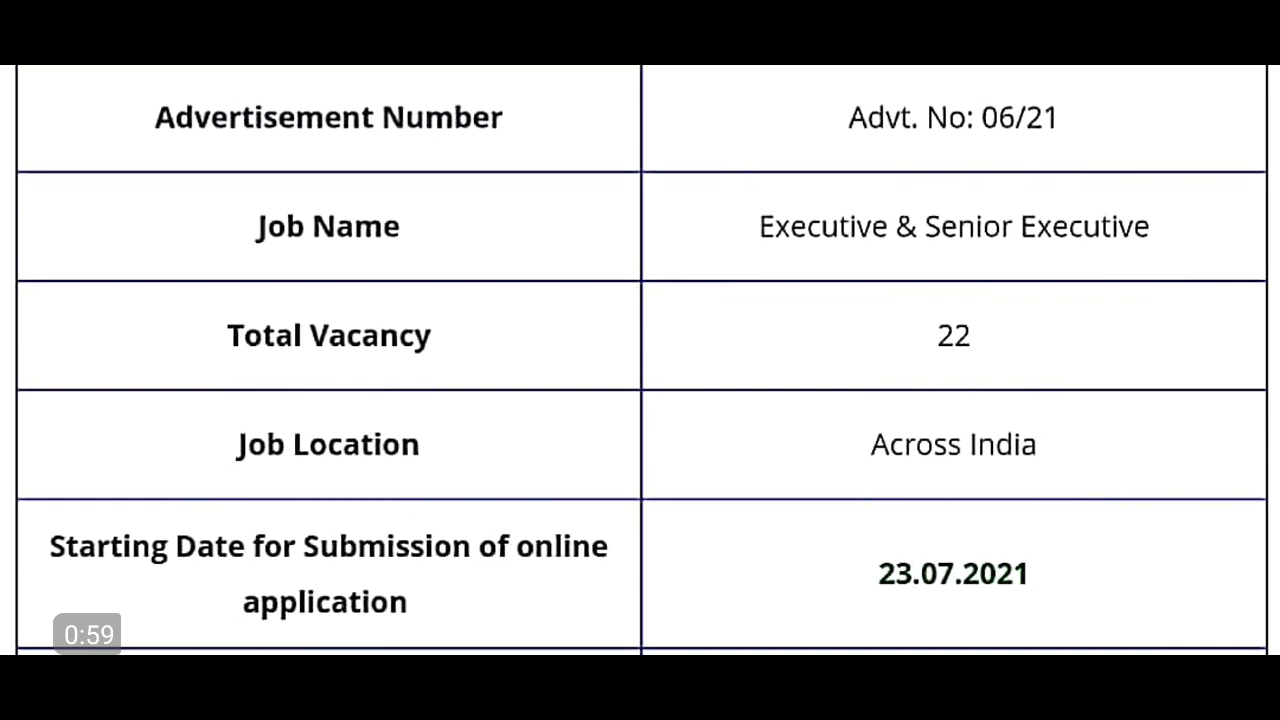 Advertisement Number
Advt. No: 06/21
Job Name
Executive & Senior Executive
Total Vacancy
22
Job Location
Across India
Starting Date for Submission of online
application
23.07.2021
0:59